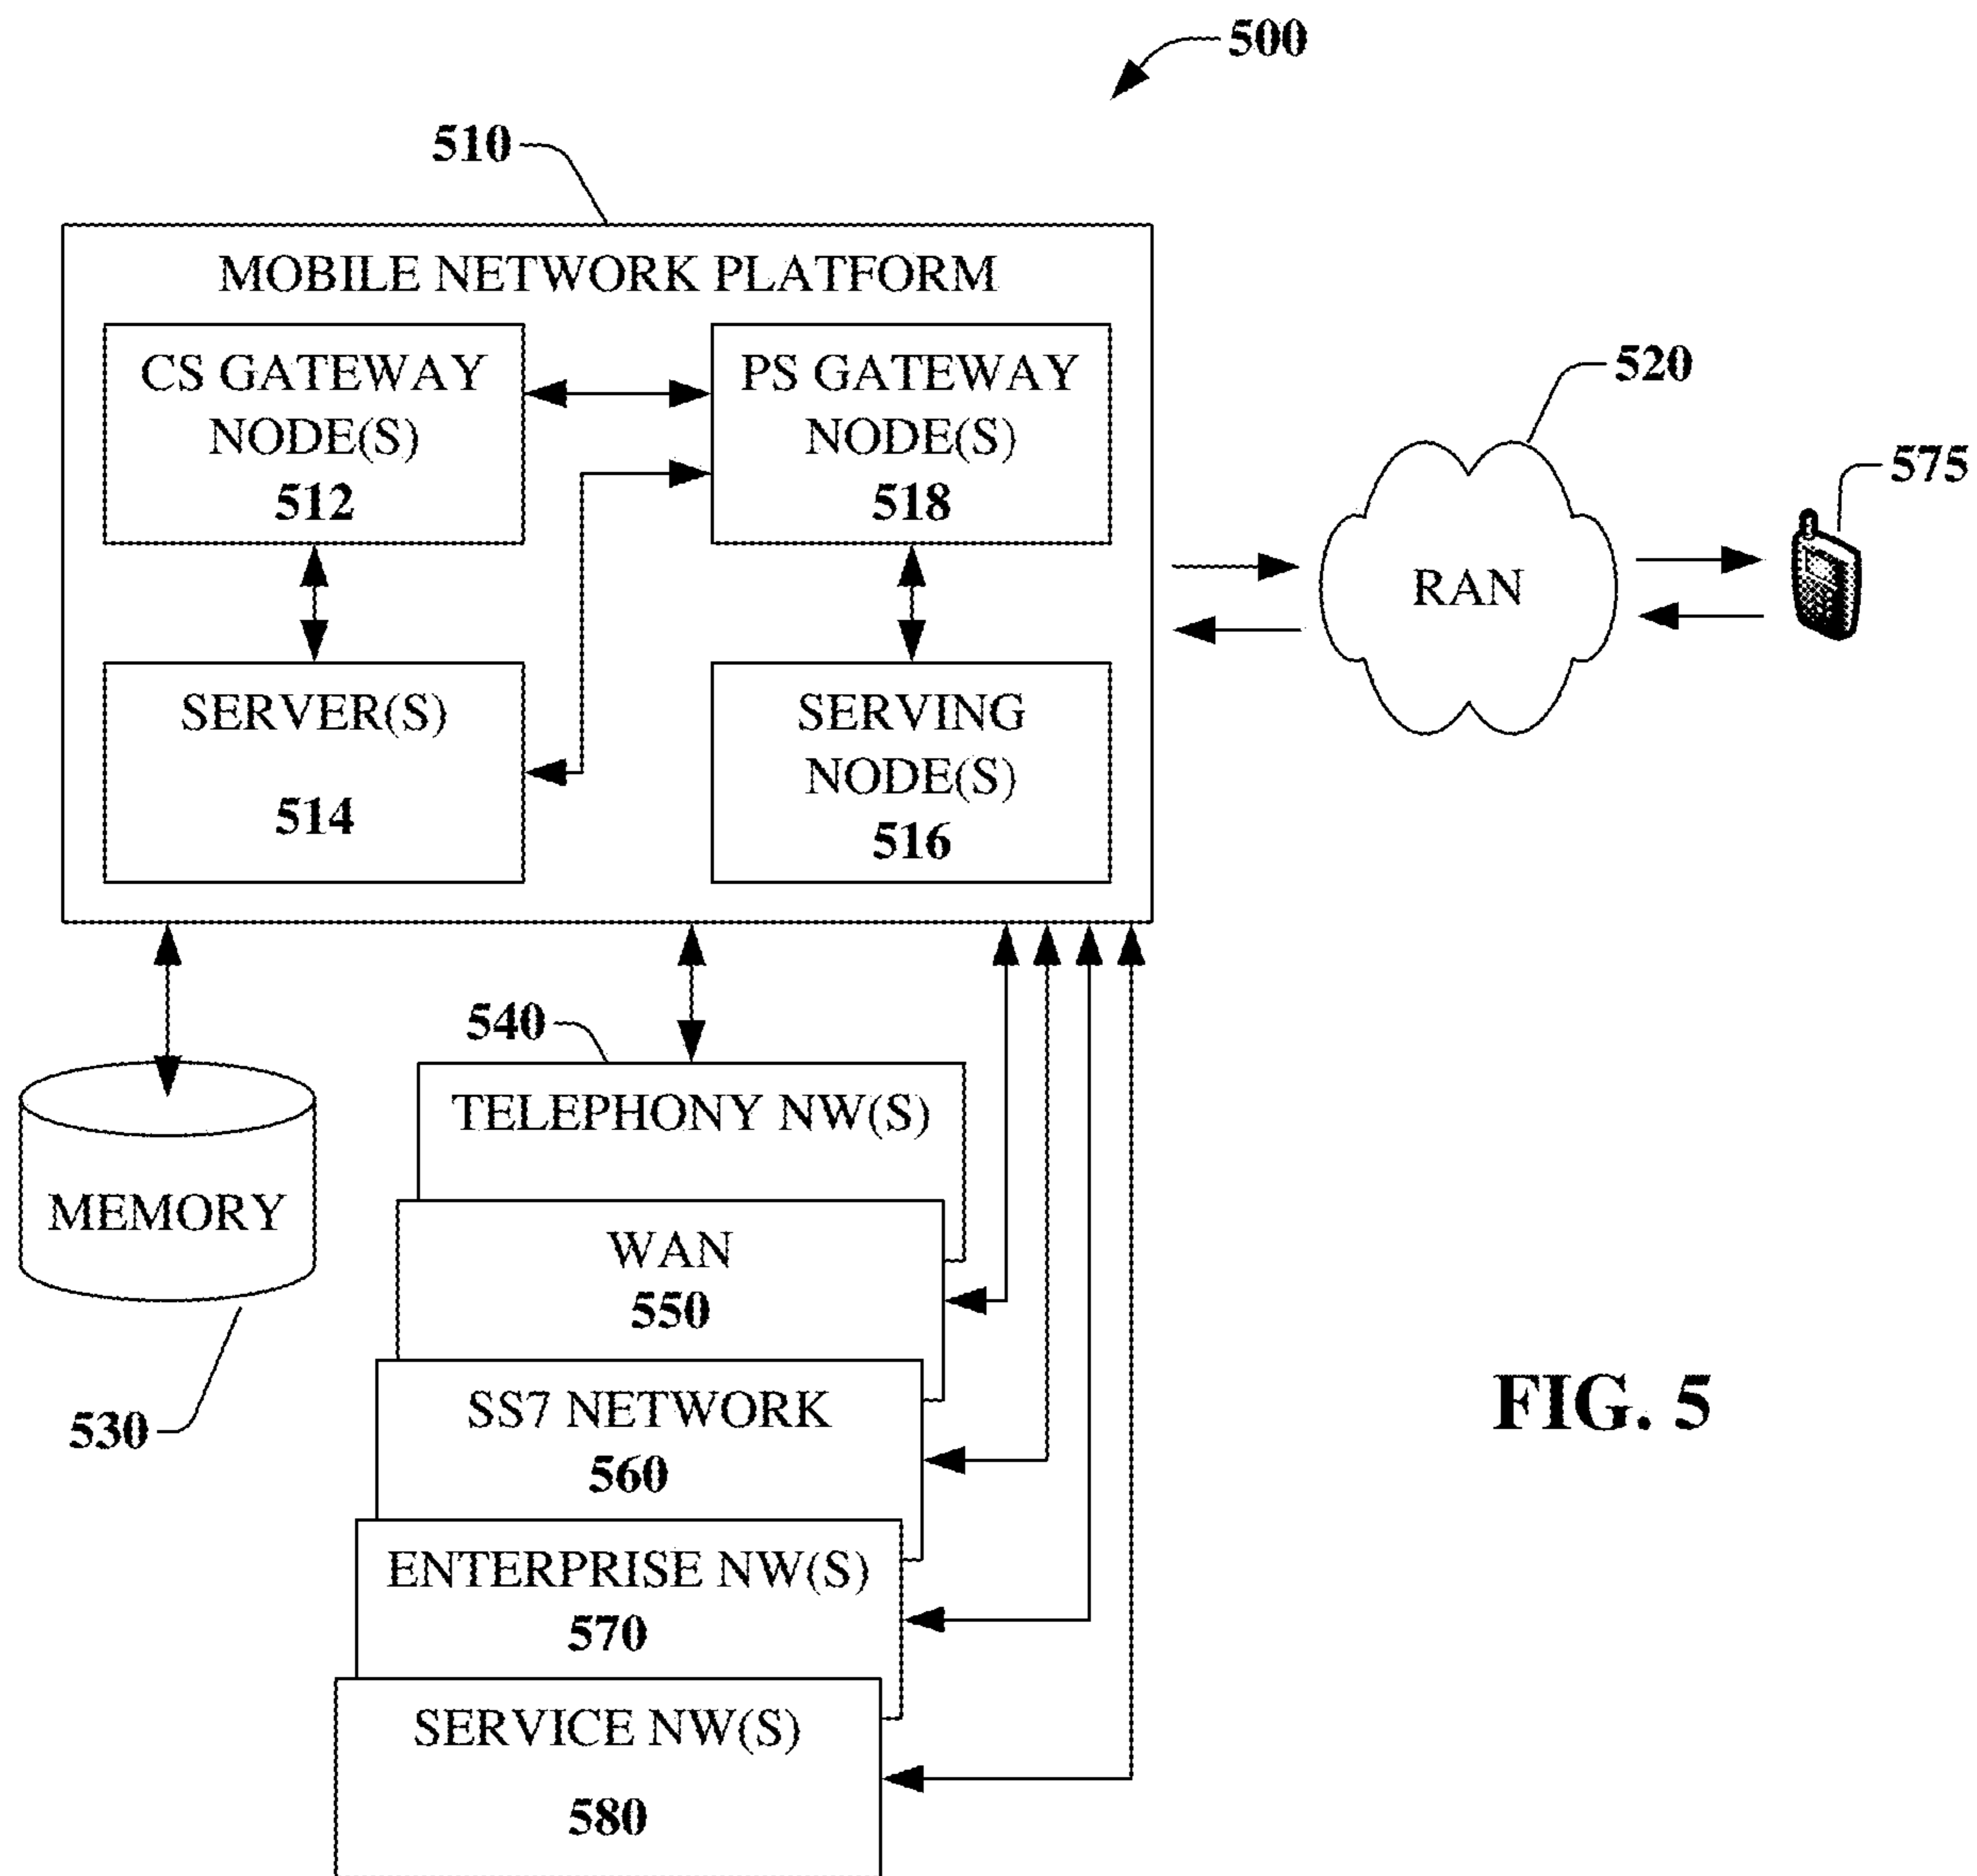 500
510
MOBILE NETWORK PLATFORM
CS GATEWAY
NODE(S)
512
PS GATEWAY
NODE(S)
518
SERVER(S)
514
SERVING
NODE(S)
516
520
RAN
575
540
TELEPHONY NW(S)
MEMORY
530
WAN
550
SS7 NETWORK
560
ENTERPRISE NW(S)
570
SERVICE NW(S)
580
FIG. 5